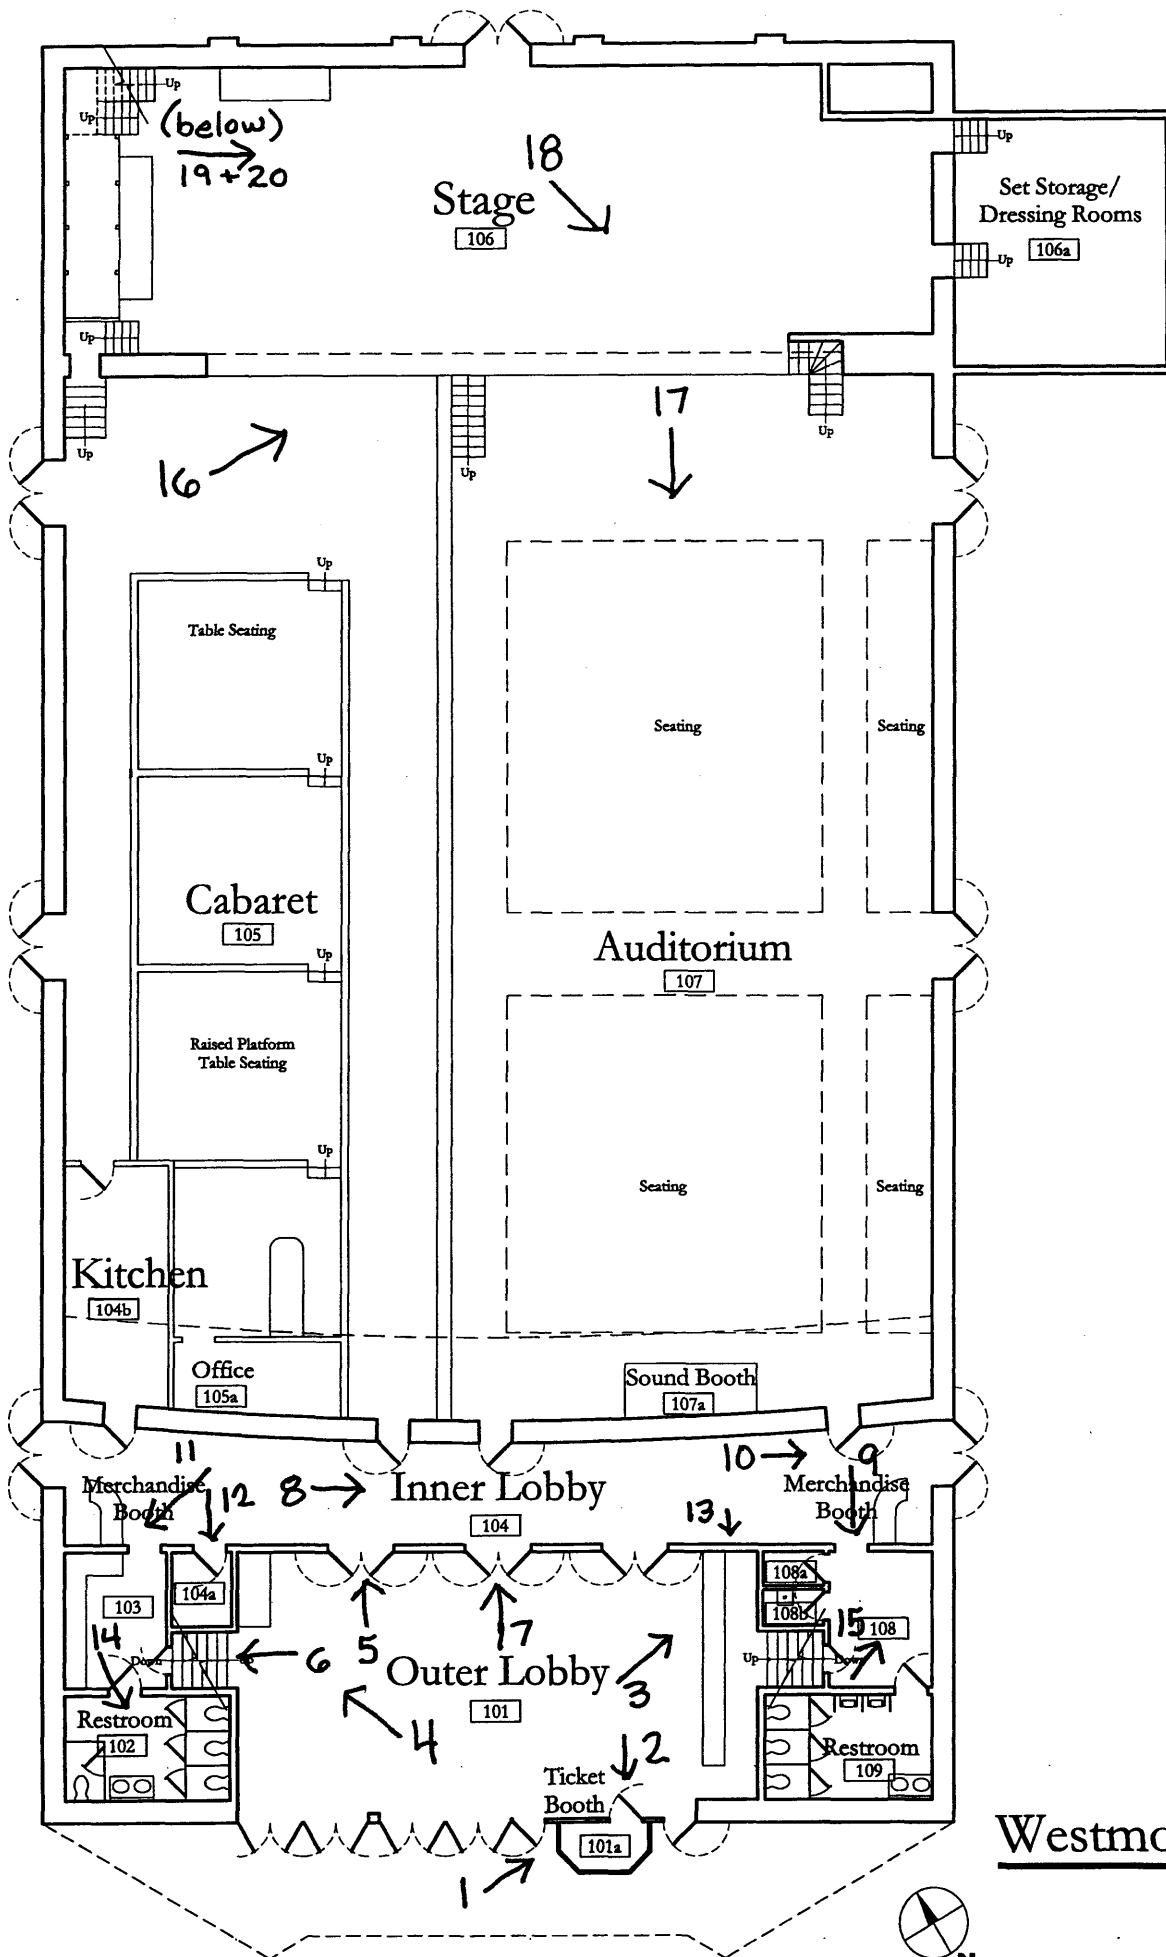 Up
Up
(below)
19 + 20
18
Stage
106
Up
Set Storage/
Dressing Rooms
106a
Up
Up
Up
Up
Up
17
16
Up
Table Seating
Seating
Seating
Up
Cabaret
105
Auditorium
107
Up
Raised Platform
Table Seating
Up
Seating
Seating
Kitchen
104b
Office
105a
Sound Booth
107a
11
Merchandise
Booth
12
8
Inner Lobby
104
10
9
Merchandise
Booth
13
103
104a
108a
108b
108
14
Down
Up
6
5
17
Outer Lobby
101
3
15
Up
Down
4
Restroom
102
2
Ticket
Booth
101a
Restroom
109
1
Westmo
N